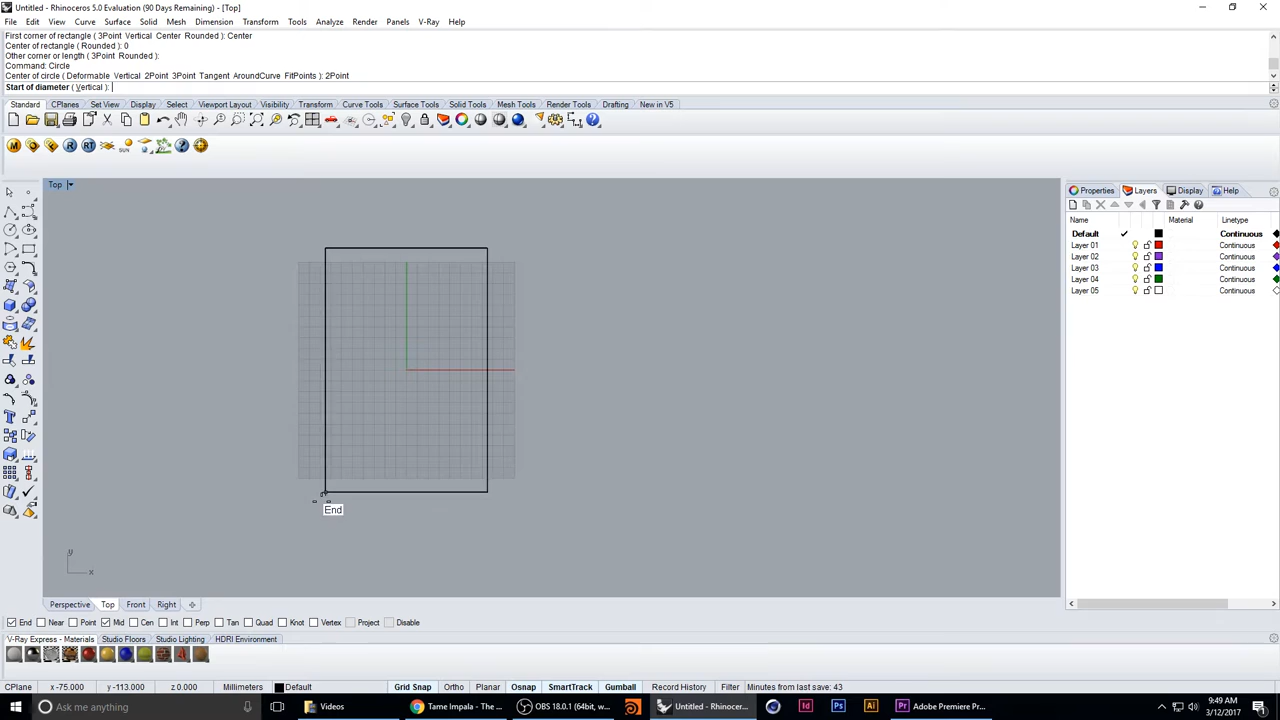 Untitled - Rhinoceros 5.0 Evaluation (90 Days Remaining) - [Top]
File Edit View Curve Surface Solid Mesh Dimension Transform Tools Analyze Render Panels V-Ray Help
First corner of rectangle ( 3Point Vertical Center Rounded ): Center
Center of rectangle ( Rounded ): 0
Other corner or length ( 3Point Rounded ):
Command: Circle
Center of circle ( Deformable Vertical 2Point 3Point Tangent AroundCurve FitPoints ): 2Point
Start of diameter ( Vertical ):
Standard CPlanes Set View Display Select Viewport Layout Visibility Transform Curve Tools Surface Tools Solid Tools Mesh Tools Render Tools Drafting New in V5
M R RT SUN
Top
Properties Layers Display Help
Name Material Linetype
Default Continuous
Layer 01 Continuous
Layer 02 Continuous
Layer 03 Continuous
Layer 04 Continuous
Layer 05 Continuous
End
y
x
Perspective Top Front Right
End Near Point Mid Cen Int Perp Tan Quad Knot Vertex Project Disable
V-Ray Express - Materials Studio Floors Studio Lighting HDRI Environment
CPlane x -75.000 y -113.000 z 0.000 Millimeters Default Grid Snap Ortho Planar Osnap SmartTrack Gumball Record History Filter Minutes from last save: 43
Ask me anything Videos Tame Impala - The L... OBS 18.0.1 (64bit, w... Untitled - Rhinocer... Id Ps Ai Pr Adobe Premiere Pr... 9:49 AM
3/12/2017